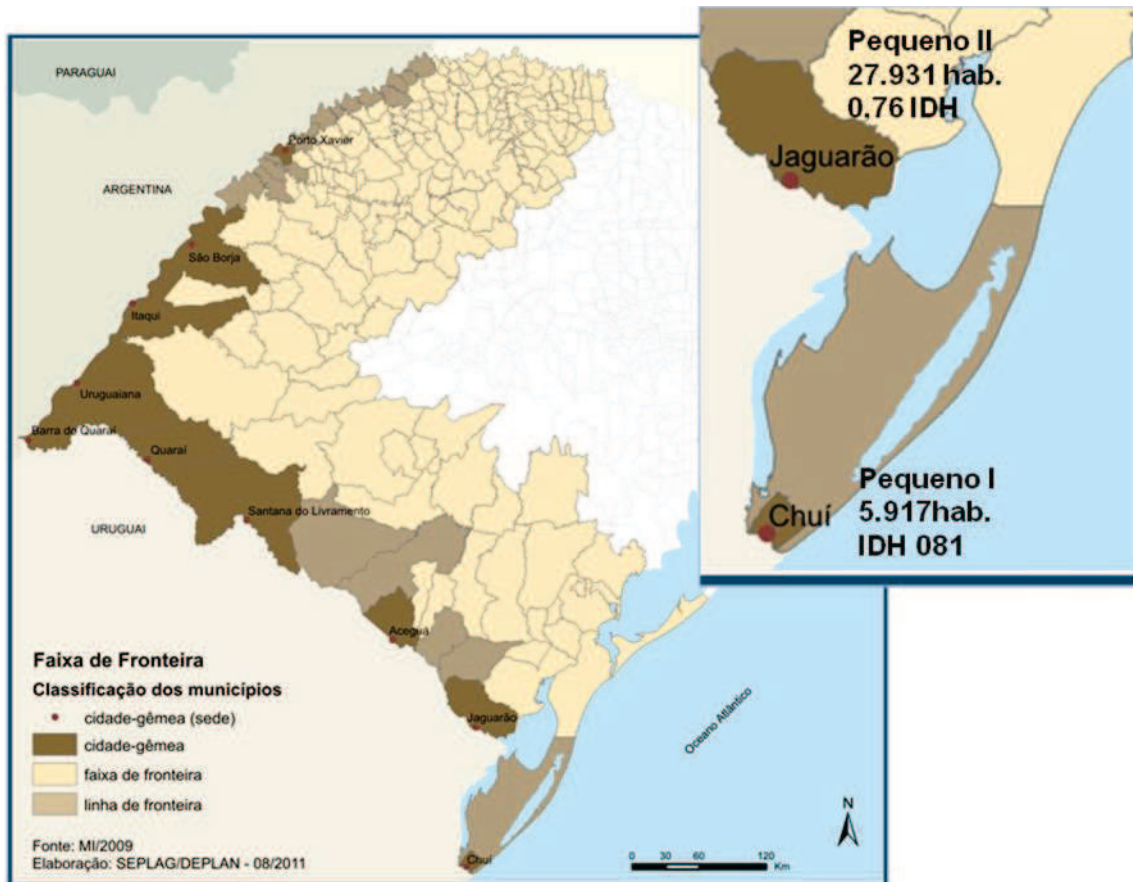 PARAGUAI
ARGENTINA
Porto Xavier
São Borja
Itaqui
Uruguaiana
Barra do Quaraí
Quaraí
Santana do Livramento
URUGUAI
Aceguá
Jaguarão
Chuí
Oceano Atlântico
Faixa de Fronteira
Classificação dos municípios
cidade-gêmea (sede)
cidade-gêmea
faixa de fronteira
linha de fronteira
Fonte: MI/2009
Elaboração: SEPLAG/DEPLAN - 08/2011
N
0 30 60 120
Km
Pequeno II
27.931 hab.
0.76 IDH
Jaguarão
Pequeno I
5.917hab.
Chuí
IDH 081